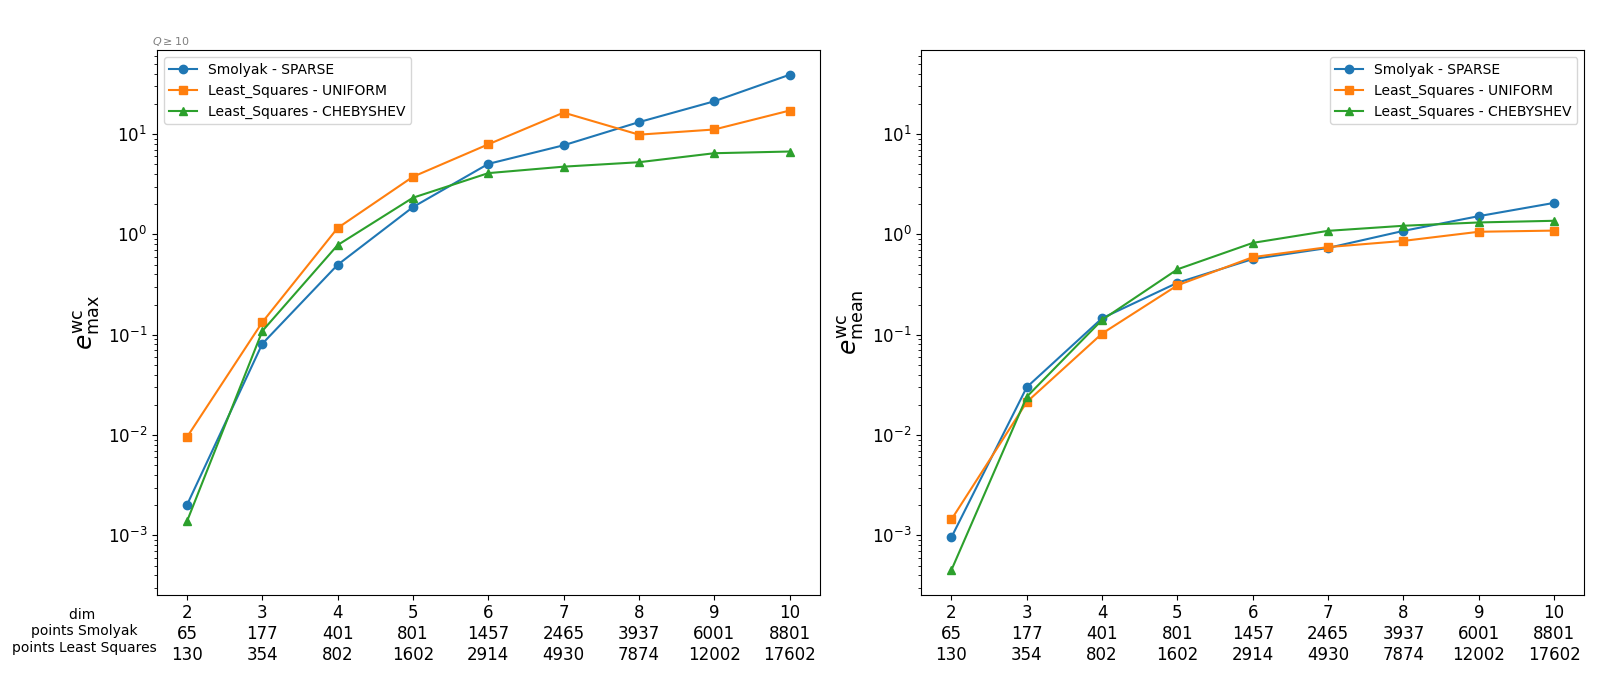 Q ≥ 10
Smolyak - SPARSE
Least_Squares - UNIFORM
Least_Squares - CHEBYSHEV
10¹
10⁰
10⁻¹
10⁻²
10⁻³
e^wc_max
2 3 4 5 6 7 8 9 10
65 177 401 801 1457 2465 3937 6001 8801
130 354 802 1602 2914 4930 7874 12002 17602
dim
points Smolyak
points Least Squares
Smolyak - SPARSE
Least_Squares - UNIFORM
Least_Squares - CHEBYSHEV
10¹
10⁰
10⁻¹
10⁻²
10⁻³
e^wc_mean
2 3 4 5 6 7 8 9 10
65 177 401 801 1457 2465 3937 6001 8801
130 354 802 1602 2914 4930 7874 12002 17602